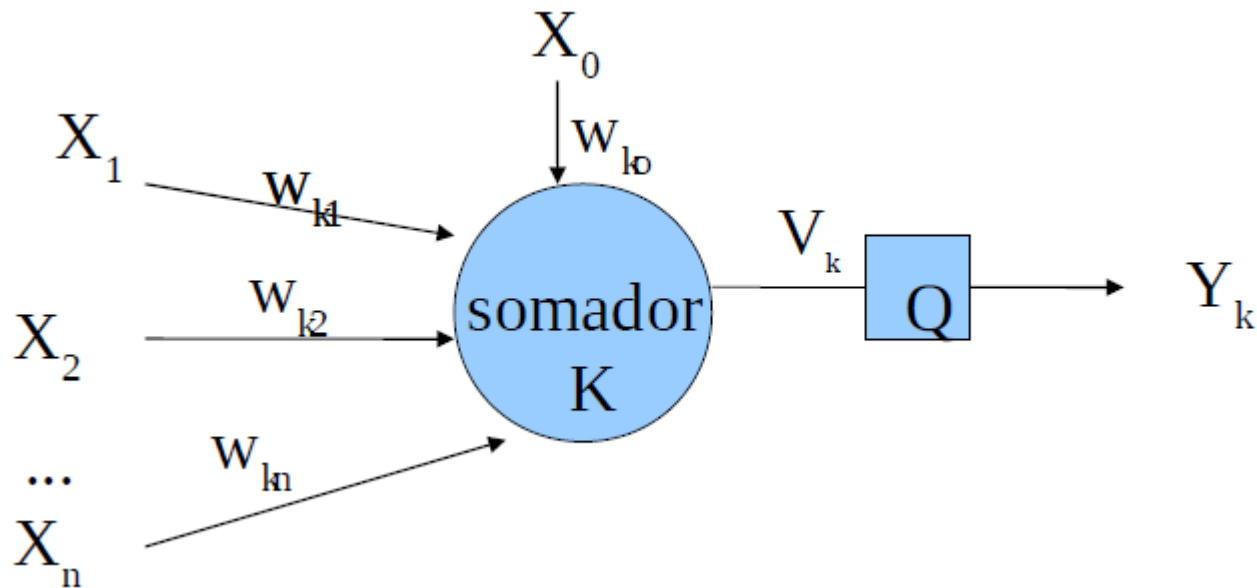 X₀
X₁
wₖ₀
wₖ₁
Vₖ
wₖ₂
somador
Q
Yₖ
X₂
K
wₖₙ
...
Xₙ